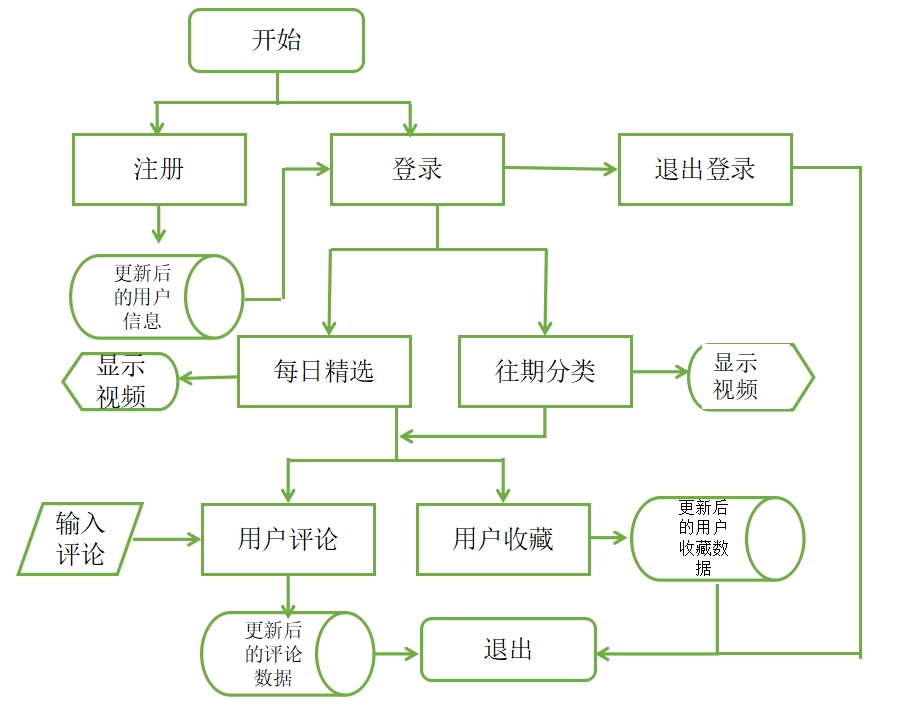 开始
注册
登录
退出登录
更新后
的用户
信息
显示
视频
每日精选
往期分类
显示
视频
输入
评论
用户评论
用户收藏
更新后
的用户
收藏数
据
更新后
的评论
数据
退出